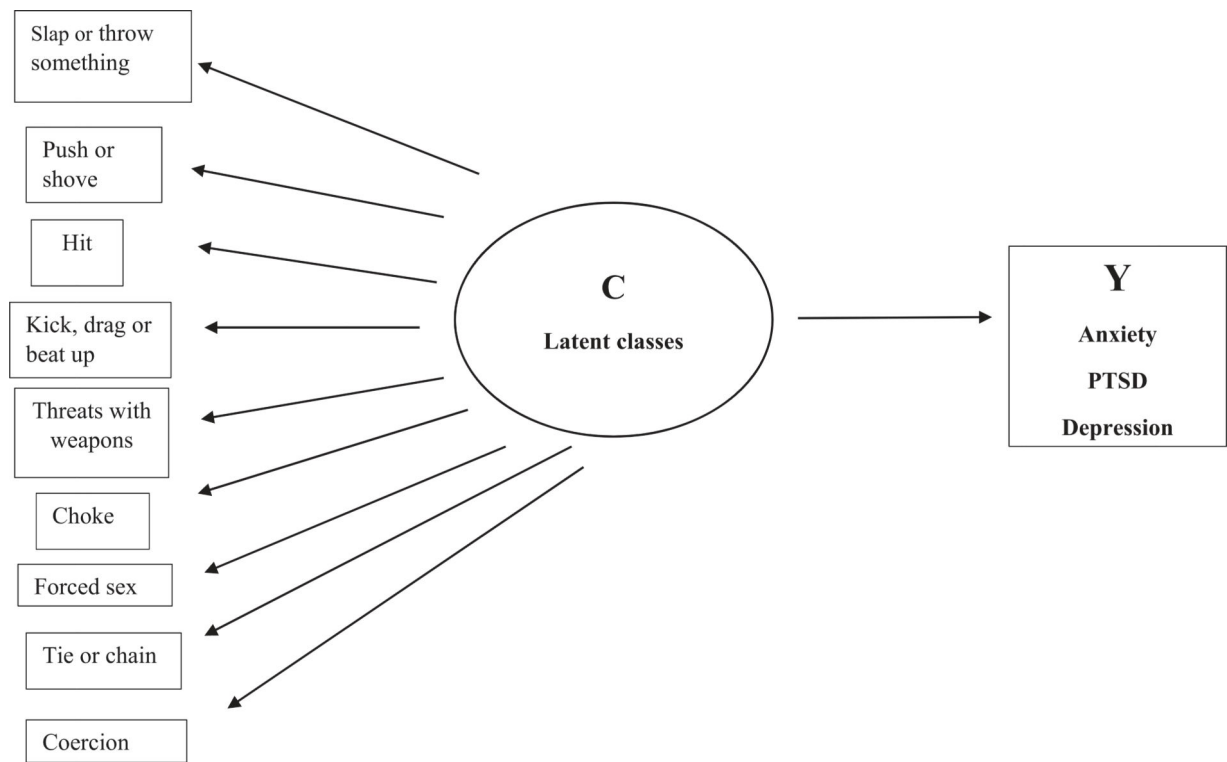 Slap or throw
something
Push or
shove
Hit
Kick, drag or
beat up
Threats with
weapons
Choke
Forced sex
Tie or chain
Coercion
C
Latent classes
Y
Anxiety
PTSD
Depression